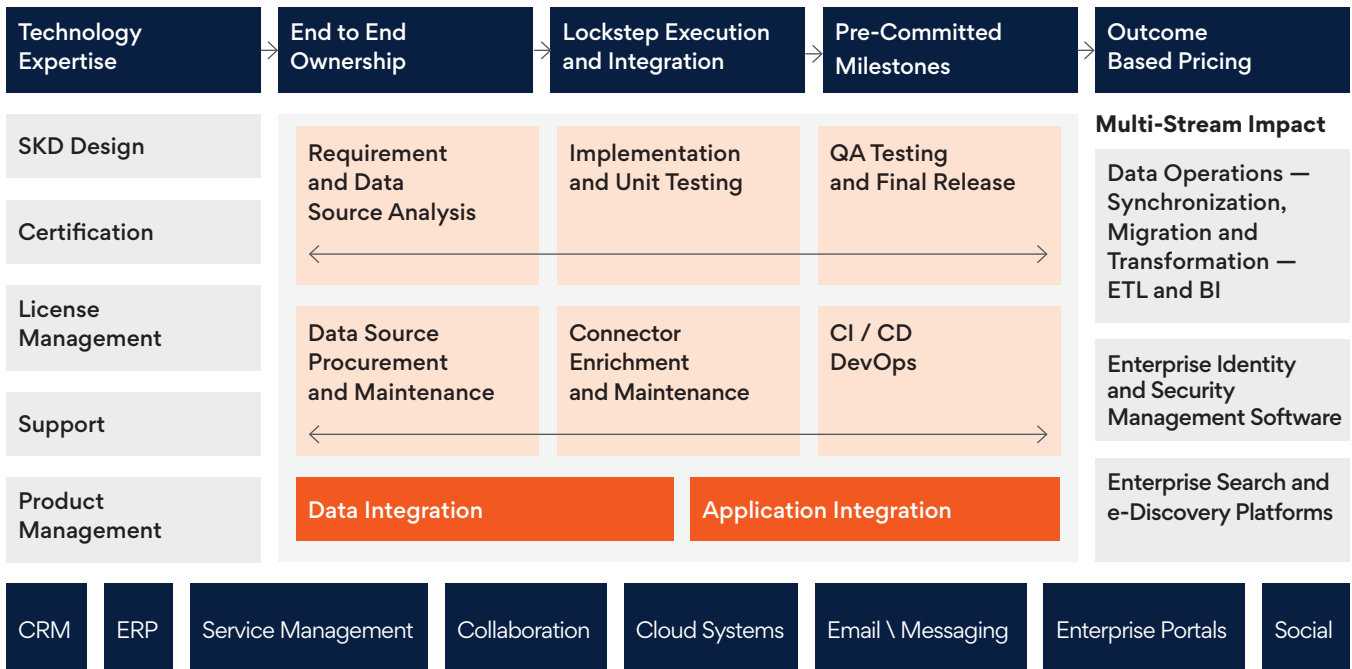 Technology
Expertise
End to End
Ownership
Lockstep Execution
and Integration
Pre-Committed
Milestones
Outcome
Based Pricing
SKD Design
Certification
License
Management
Support
Product
Management
Requirement
and Data
Source Analysis
Implementation
and Unit Testing
QA Testing
and Final Release
Data Source
Procurement
and Maintenance
Connector
Enrichment
and Maintenance
CI / CD
DevOps
Data Integration
Application Integration
Multi-Stream Impact
Data Operations —
Synchronization,
Migration and
Transformation —
ETL and BI
Enterprise Identity
and Security
Management Software
Enterprise Search and
e-Discovery Platforms
CRM
ERP
Service Management
Collaboration
Cloud Systems
Email \ Messaging
Enterprise Portals
Social